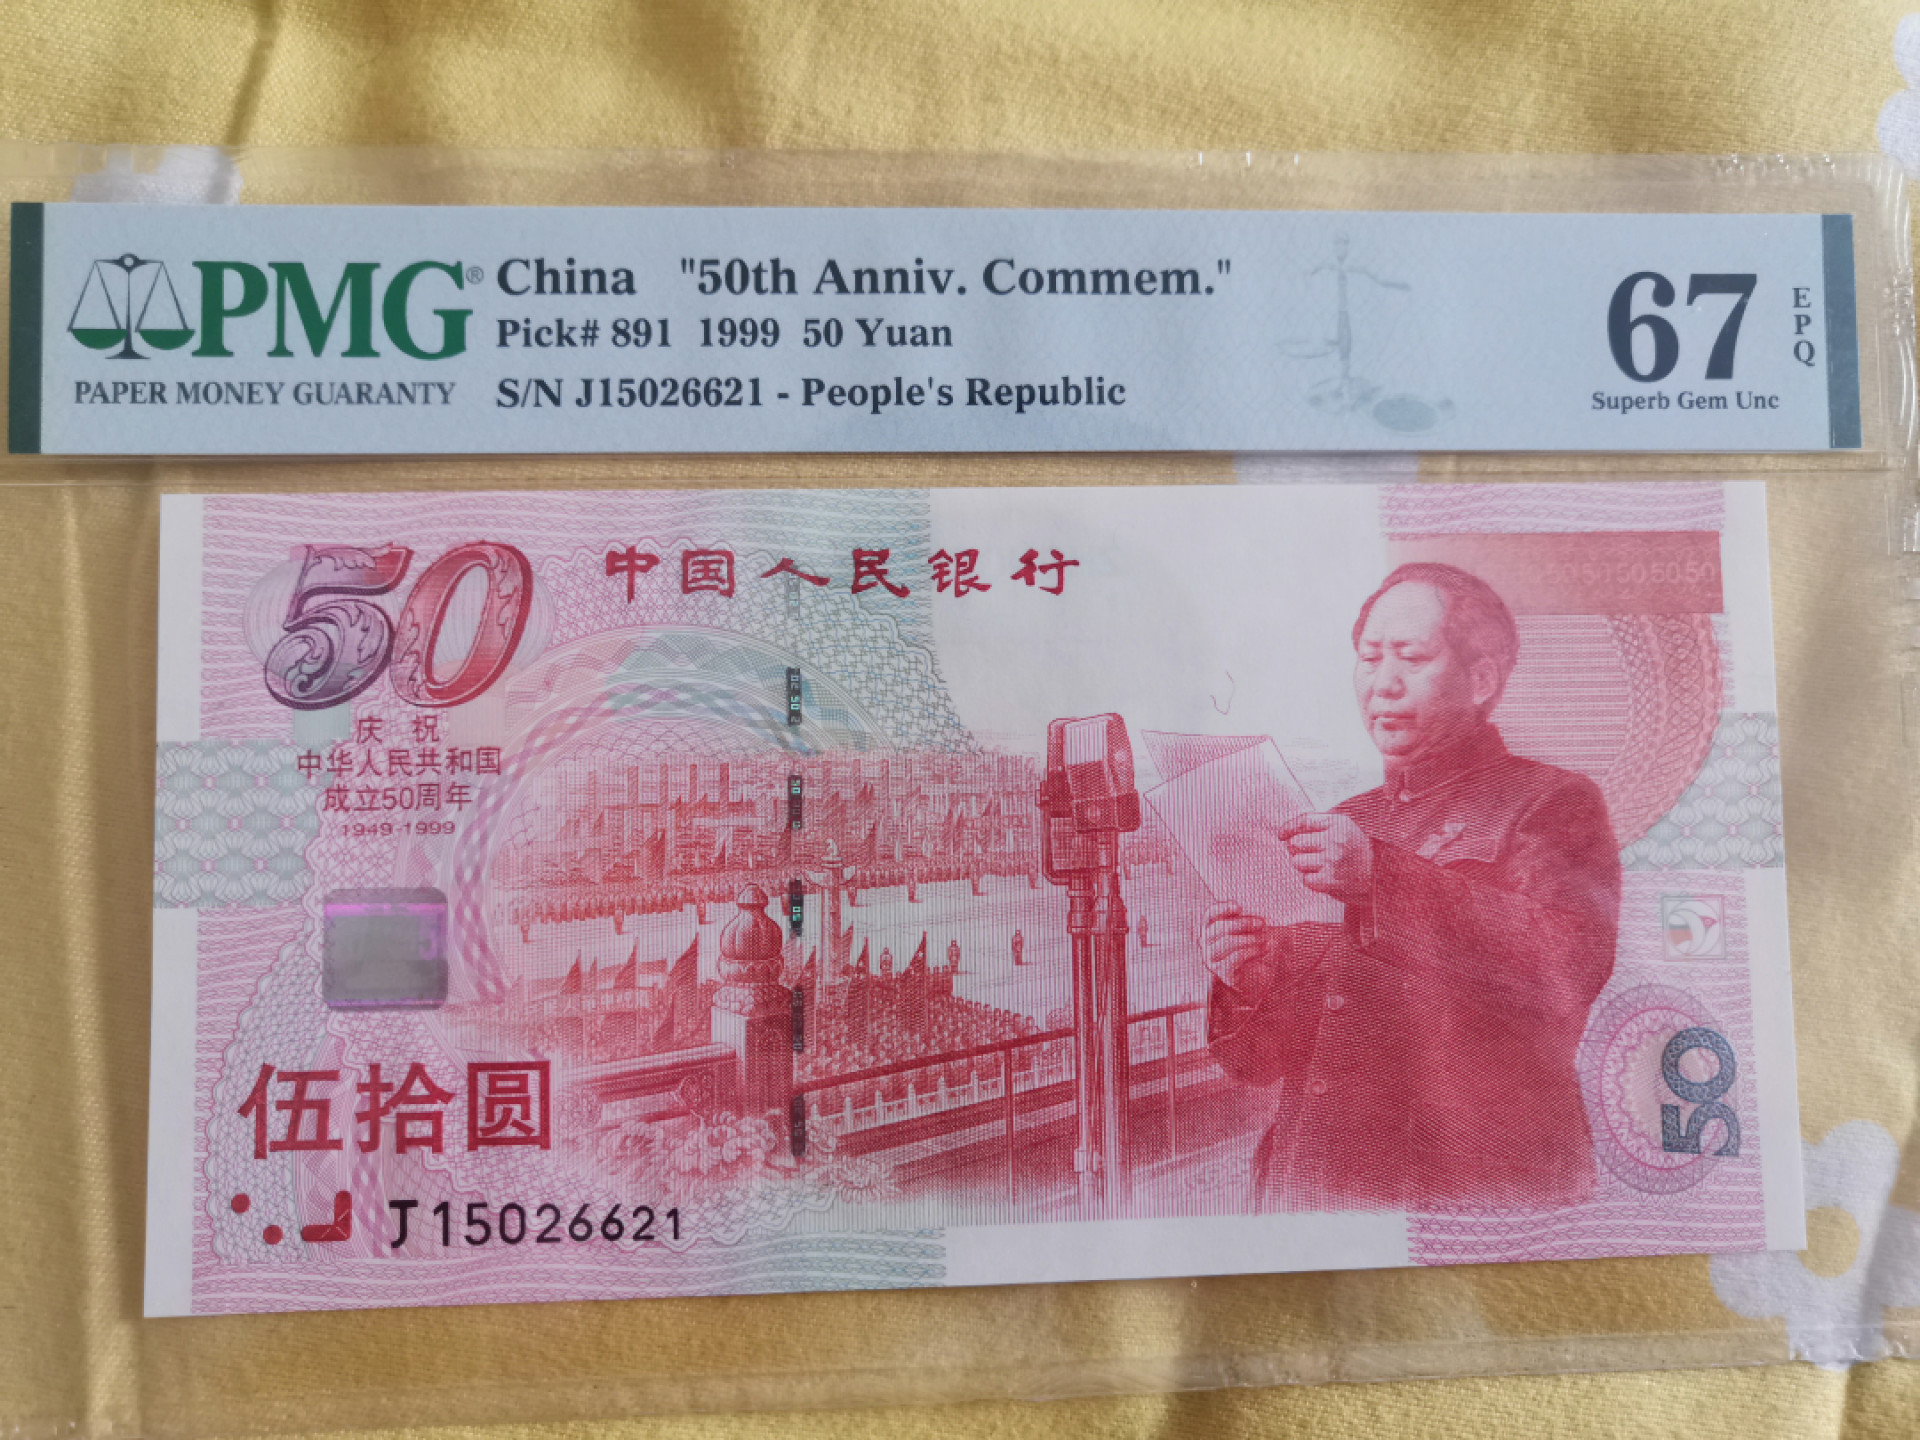 PMG®
PAPER MONEY GUARANTY
China "50th Anniv. Commem."
Pick# 891 1999 50 Yuan
S/N J15026621 - People's Republic
67
EPQ
Superb Gem Unc
50
中国人民银行
庆祝
中华人民共和国
成立50周年
1949-1999
伍拾圆
J15026621
50